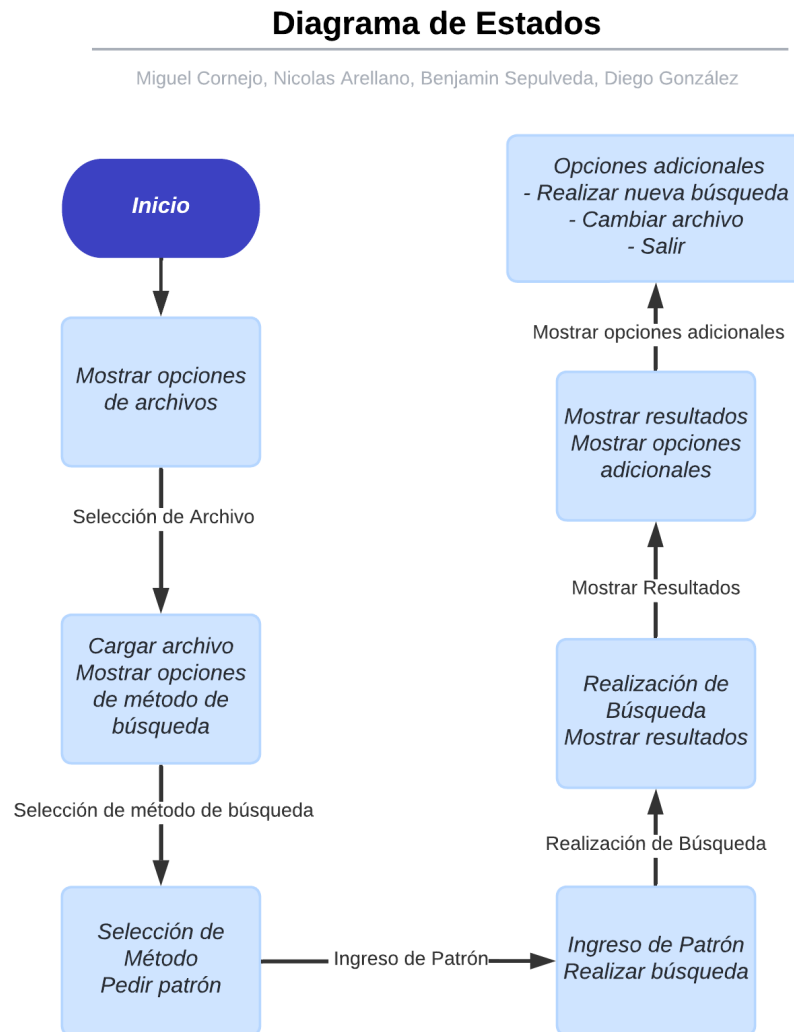 Diagrama de Estados
Miguel Cornejo, Nicolas Arellano, Benjamin Sepulveda, Diego González
Inicio
Mostrar opciones
de archivos
Selección de Archivo
Cargar archivo
Mostrar opciones
de método de
búsqueda
Selección de método de búsqueda
Selección de
Método
Pedir patrón
Ingreso de Patrón
Ingreso de Patrón
Realizar búsqueda
Realización de Búsqueda
Realización de
Búsqueda
Mostrar resultados
Mostrar Resultados
Mostrar resultados
Mostrar opciones
adicionales
Mostrar opciones adicionales
Opciones adicionales
- Realizar nueva búsqueda
- Cambiar archivo
- Salir